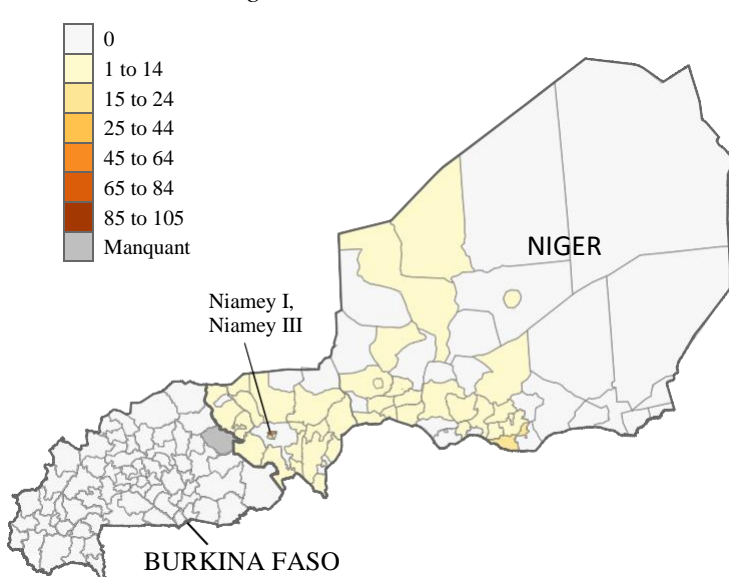 0
1 to 14
15 to 24
25 to 44
45 to 64
65 to 84
85 to 105
Manquant
NIGER
Niamey I,
Niamey III
BURKINA FASO